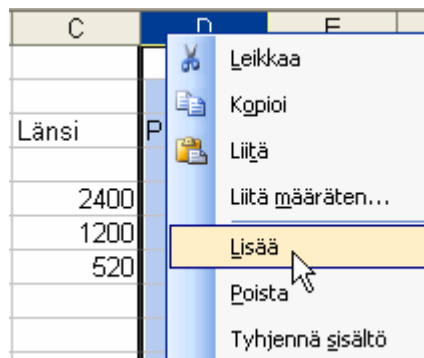 C D E
Leikkaa
Kopioi
Länsi P
Liitä
2400 Liitä määräten...
1200 Lisää
520
Poista
Tyhjennä sisältö